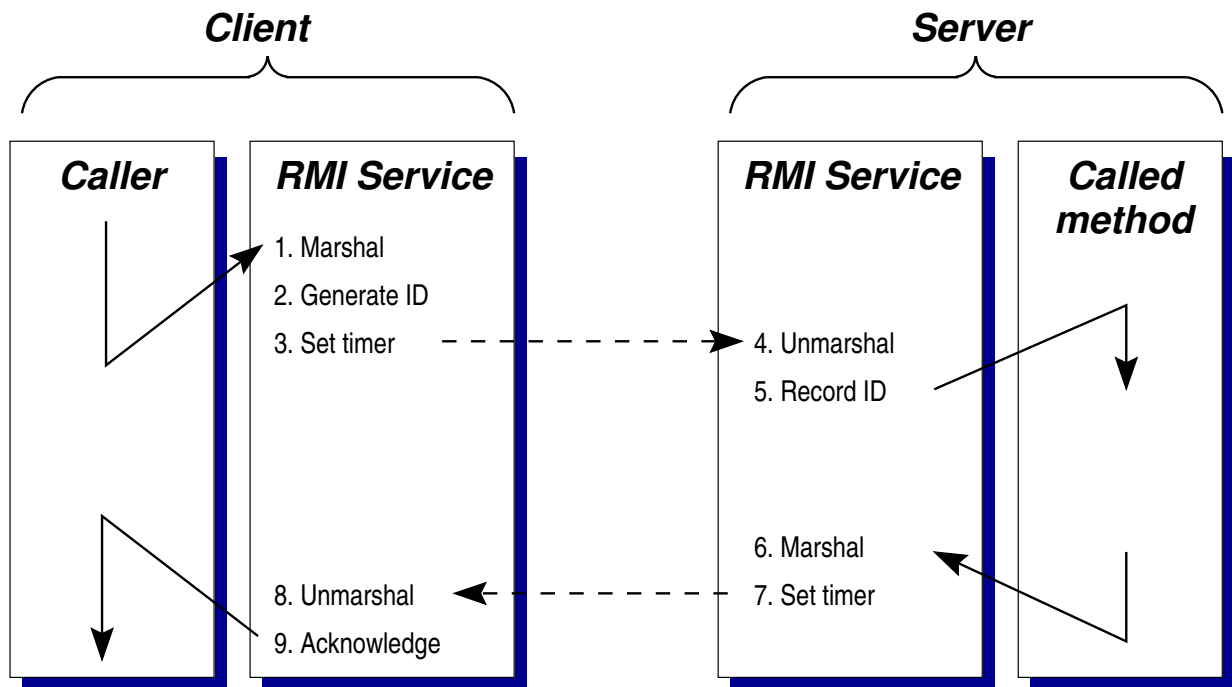 Client
Server
Caller
RMI Service
1. Marshal
2. Generate ID
3. Set timer
8. Unmarshal
9. Acknowledge
RMI Service
4. Unmarshal
5. Record ID
6. Marshal
7. Set timer
Called
method